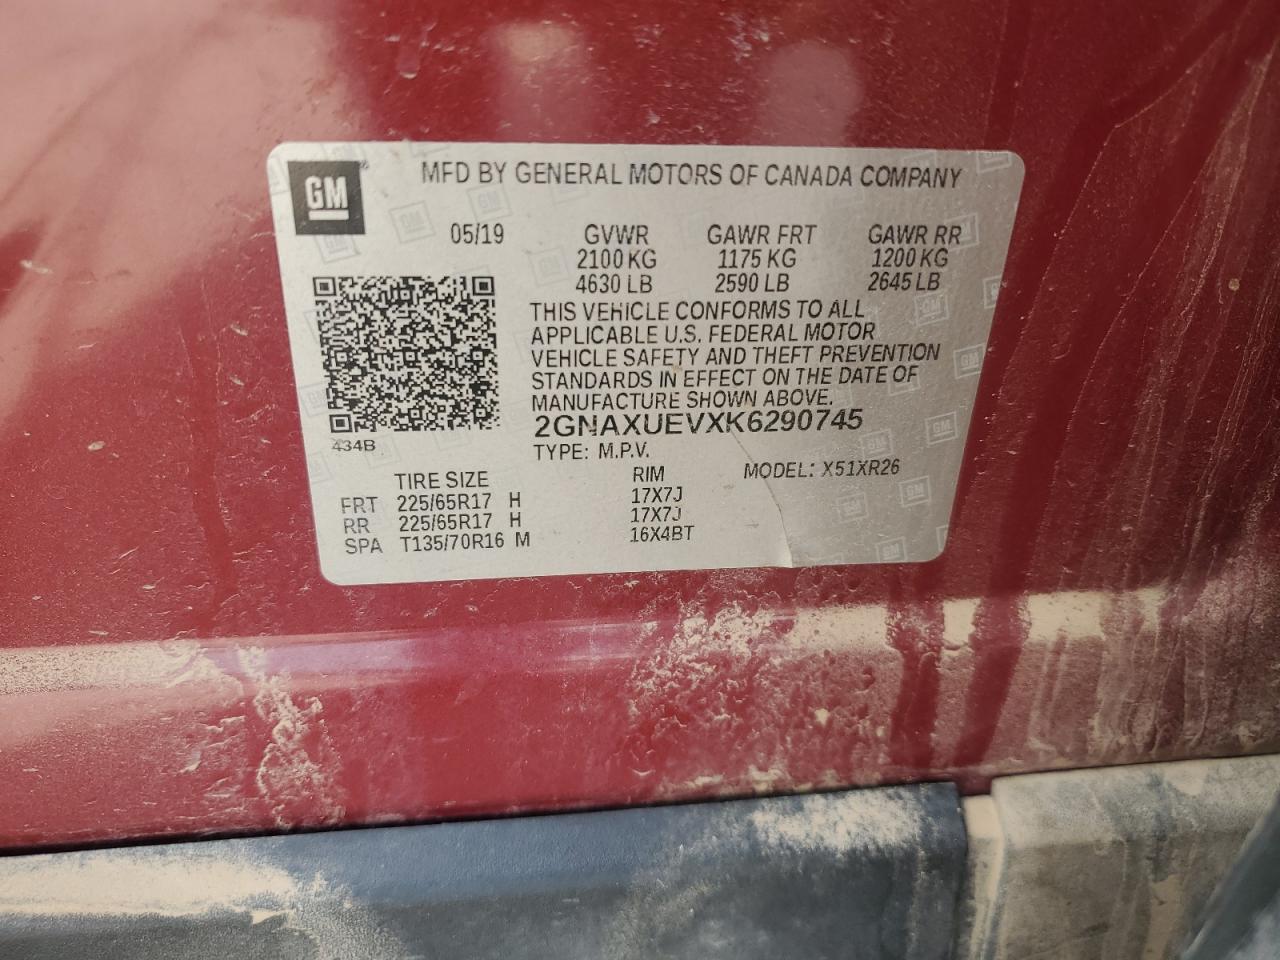 GM
MFD BY GENERAL MOTORS OF CANADA COMPANY
05/19 GVWR GAWR FRT GAWR RR
2100 KG 1175 KG 1200 KG
4630 LB 2590 LB 2645 LB
THIS VEHICLE CONFORMS TO ALL
APPLICABLE U.S. FEDERAL MOTOR
VEHICLE SAFETY AND THEFT PREVENTION
STANDARDS IN EFFECT ON THE DATE OF
MANUFACTURE SHOWN ABOVE.
2GNAXUEVXK6290745
434B
TYPE: M.P.V.
TIRE SIZE RIM MODEL: X51XR26
FRT 225/65R17 H 17X7J
RR 225/65R17 H 17X7J
SPA T135/70R16 M 16X4BT